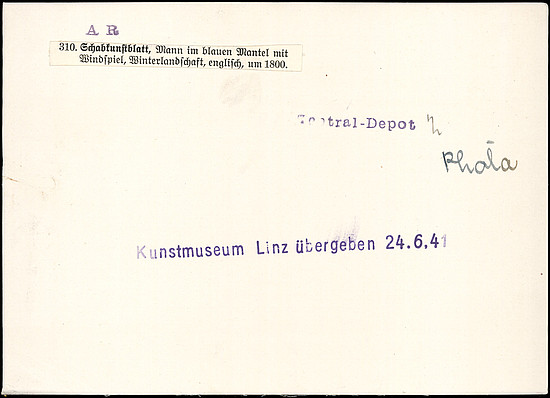 A R
310. Schabkunstblatt, Mann im blauen Mantel mit
Windspiel, Winterlandschaft, englisch, um 1800.
tral-Depot
Kunstmuseum Linz übergeben 24.6.41